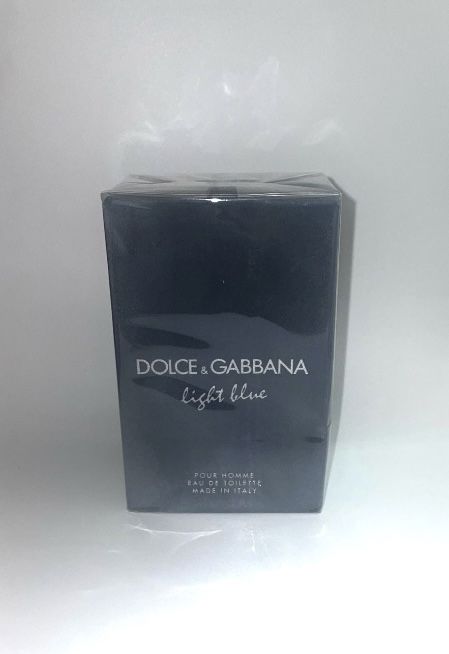 DOLCE & GABBANA
light blue
POUR HOMME
EAU DE TOILETTE
MADE IN ITALY